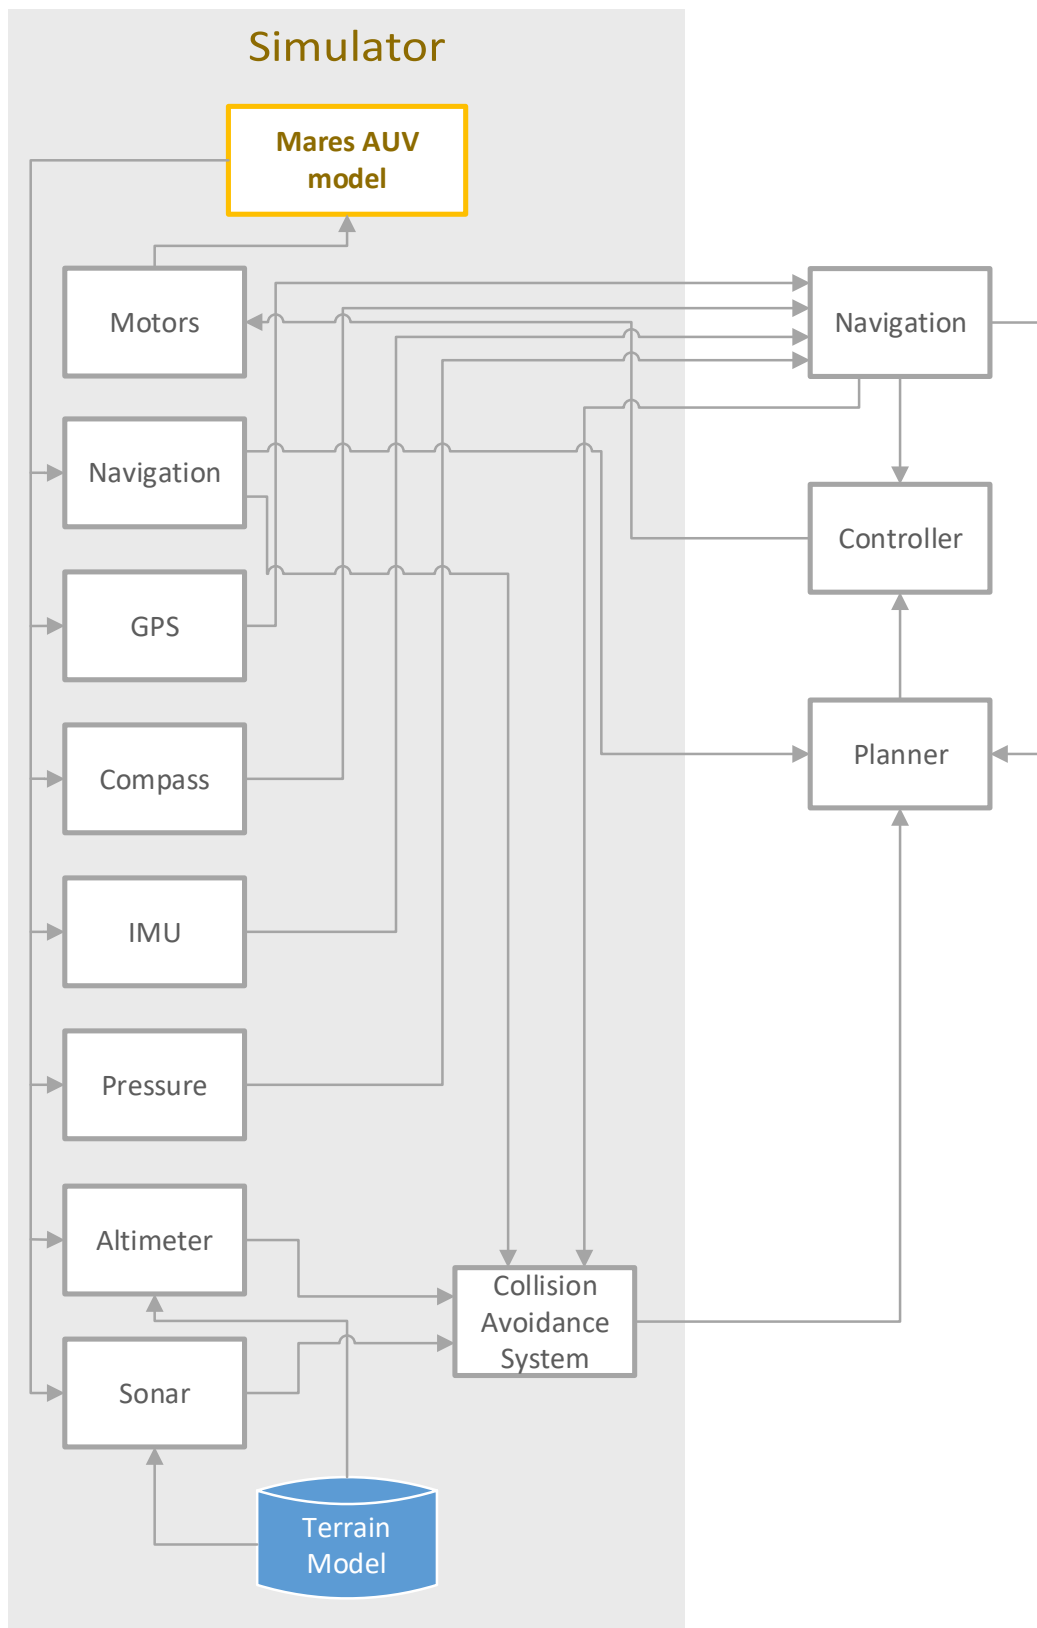 Simulator
Mares AUV
model
Motors
Navigation
Navigation
Controller
GPS
Compass
Planner
IMU
Pressure
Altimeter
Collision
Avoidance
System
Sonar
Terrain
Model